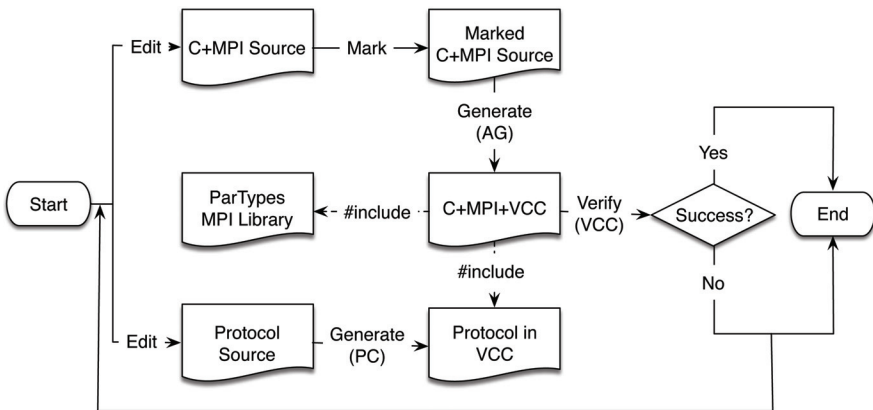 Edit
C+MPI Source
Mark
Marked
C+MPI Source
Generate
(AG)
Yes
Start
ParTypes
MPI Library
#include
C+MPI+VCC
Verify
(VCC)
Success?
End
#include
No
Edit
Protocol
Source
Generate
(PC)
Protocol in
VCC